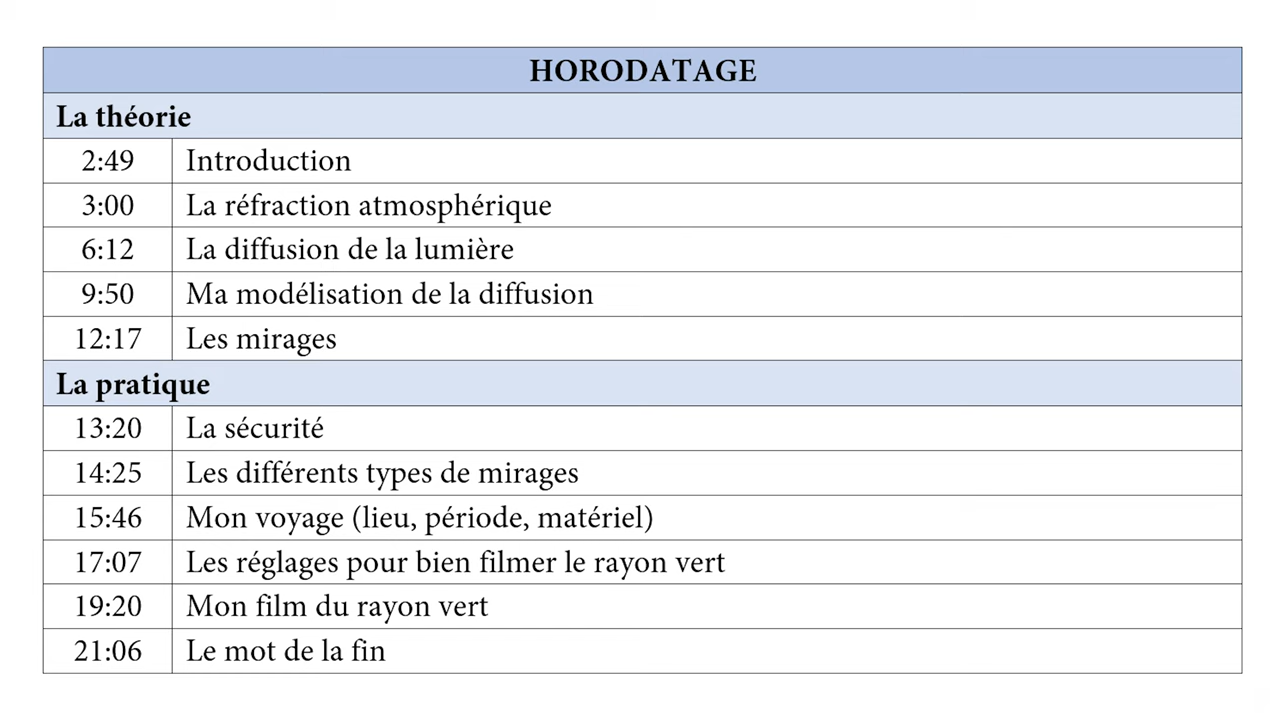 HORODATAGE
La théorie
2:49 Introduction
3:00 La réfraction atmosphérique
6:12 La diffusion de la lumière
9:50 Ma modélisation de la diffusion
12:17 Les mirages
La pratique
13:20 La sécurité
14:25 Les différents types de mirages
15:46 Mon voyage (lieu, période, matériel)
17:07 Les réglages pour bien filmer le rayon vert
19:20 Mon film du rayon vert
21:06 Le mot de la fin